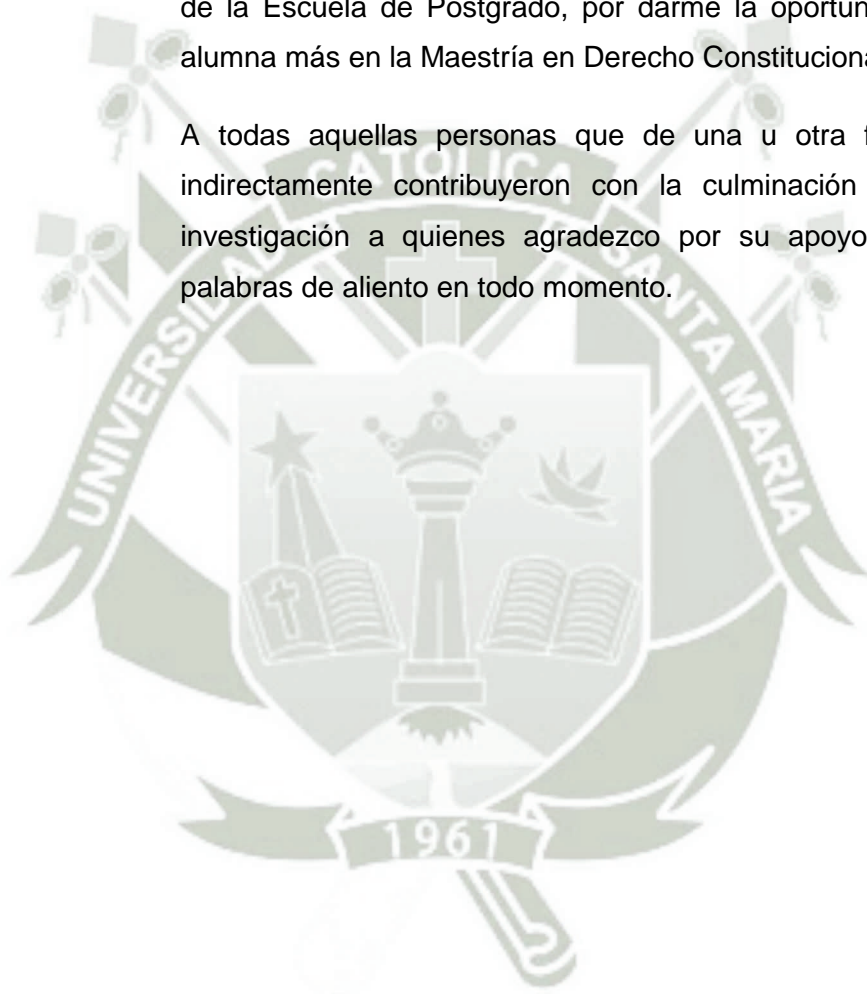 de la Escuela de Postgrado, por darme la oportun
alumna más en la Maestría en Derecho Constituciona
A todas aquellas personas que de una u otra f
indirectamente contribuyeron con la culminación
investigación a quienes agradezco por su apoyo
palabras de aliento en todo momento.
UNIVERSIDAD CATOLICA SANTA MARIA
1961